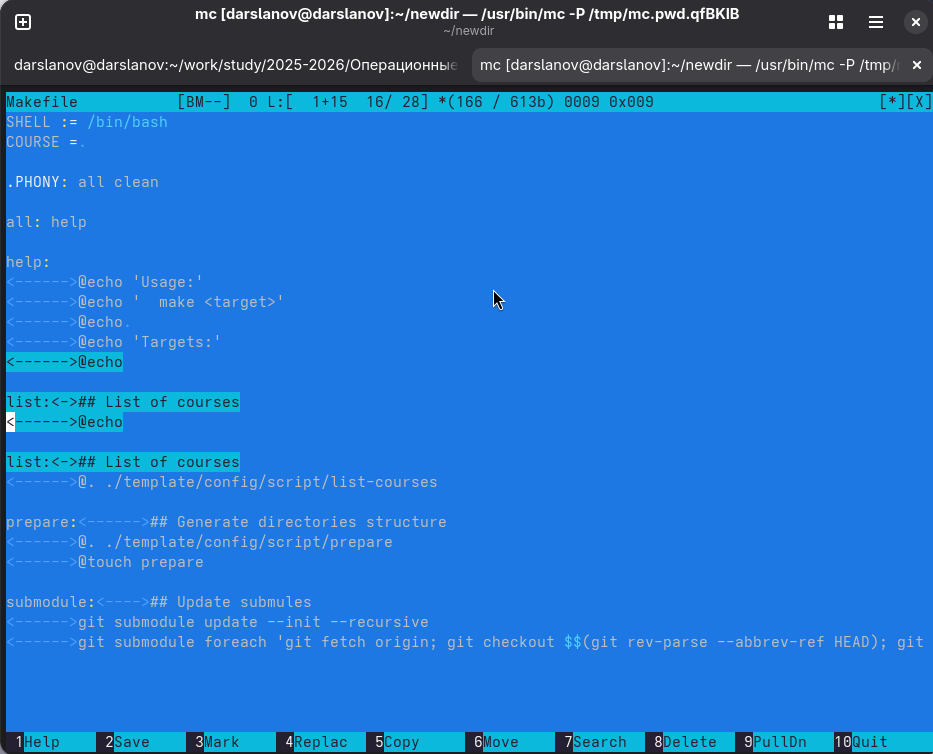 mc [darslanov@darslanov]:~/newdir — /usr/bin/mc -P /tmp/mc.pwd.qfBKIB
~/newdir
darslanov@darslanov:~/work/study/2025-2026/Операционные
mc [darslanov@darslanov]:~/newdir — /usr/bin/mc -P /tmp/
Makefile [BM--] 0 L:[ 1+15 16/ 28] *(166 / 613b) 0009 0x009 [*][X]
SHELL := /bin/bash
COURSE =.

.PHONY: all clean

all: help

help:
<------>@echo 'Usage:'
<------>@echo '  make <target>'
<------>@echo.
<------>@echo 'Targets:'
<------>@echo

list:<->## List of courses
<------>@echo

list:<->## List of courses
<------>@. ./template/config/script/list-courses

prepare:<------>## Generate directories structure
<------>@. ./template/config/script/prepare
<------>@touch prepare

submodule:<---->## Update submules
<------>git submodule update --init --recursive
<------>git submodule foreach 'git fetch origin; git checkout $$(git rev-parse --abbrev-ref HEAD); git
1Help 2Save 3Mark 4Replac 5Copy 6Move 7Search 8Delete 9PullDn 10Quit